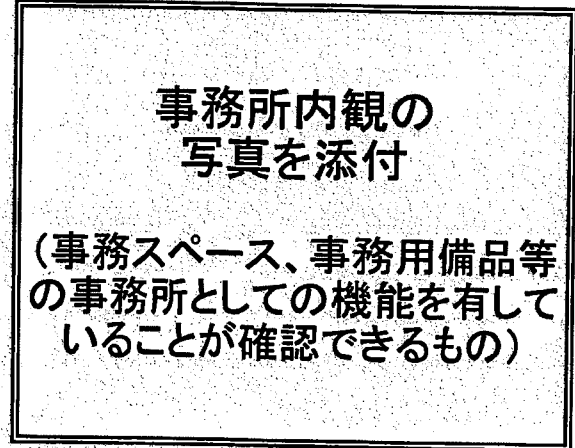 事務所内観の
写真を添付
（事務スペース、事務用備品等
の事務所としての機能を有して
いることが確認できるもの）